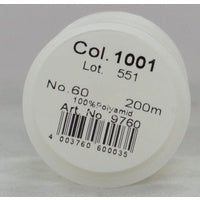 Col. 1001
Lot. 551
No. 60 200m
100% Polyamid
Art. No. 9760
4 003760 600035